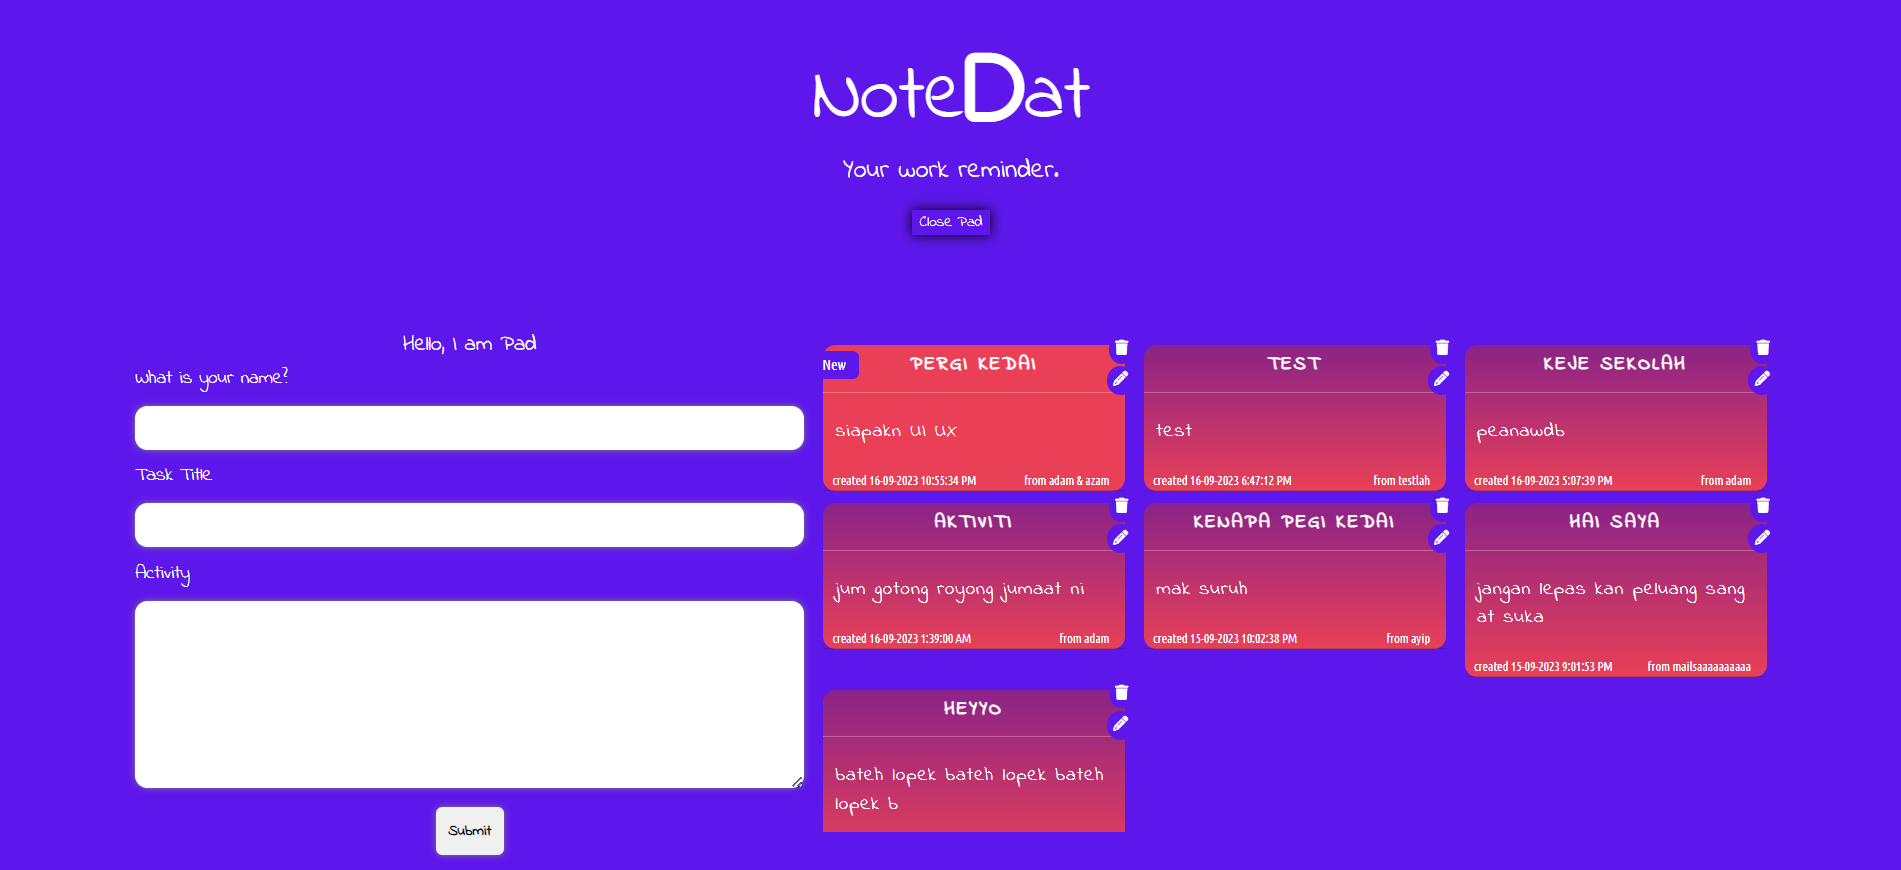 NoteDat
Your work reminder.
Close Pad
Hello, I am Pad
What is your name?
Task Title
Activity
Submit
New
PERGI KEDAI
siapakn UI UX
created 16-09-2023 10:55:34 PM
from adam & azam
TEST
test
created 16-09-2023 6:47:12 PM
from testlah
KEJE SEKOLAH
peanawdb
created 16-09-2023 5:07:39 PM
from adam
AKTIVITI
jum gotong royong jumaat ni
created 16-09-2023 1:39:00 AM
from adam
KENAPA PEGI KEDAI
mak suruh
created 15-09-2023 10:02:38 PM
from ayip
HAI SAYA
jangan lepas kan peluang sang
at suka
created 15-09-2023 9:01:53 PM
from mailsaaaaaaaaaa
HEYYO
bateh lopek bateh lopek bateh
lopek b